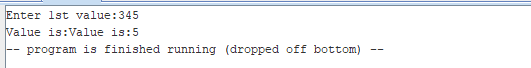 Enter 1st value:345
Value is:Value is:5
-- program is finished running (dropped off bottom) --